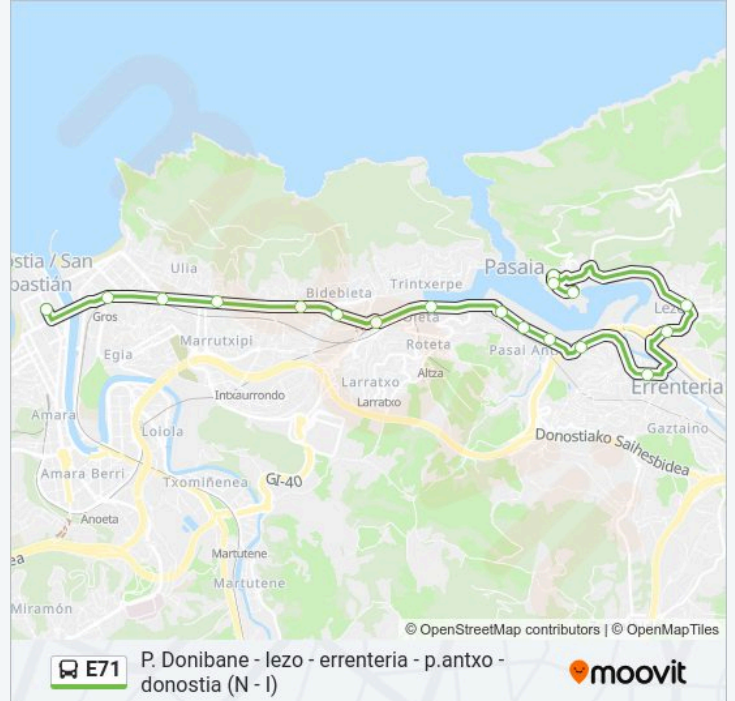 ostia / San
bastián
Ulia
Gros
Egia
Marrutxipi
Bidebieta
Trintxerpe
Pasaia
Lezo
Roteta
Pasai Ant
Altza
Larratxo
Larratxo
Intxaurrondo
Errenteria
Gaztaino
Amara
Loiola
Donostiako Saihesbidea
Amara Berri
Txomiñenea
GI-40
Anoeta
ea
Martutene
Martutene
Miramón
© OpenStreetMap contributors | © OpenMapTiles
E71
P. Donibane - lezo - errenteria - p.antxo -
donostia (N - I)
moovit